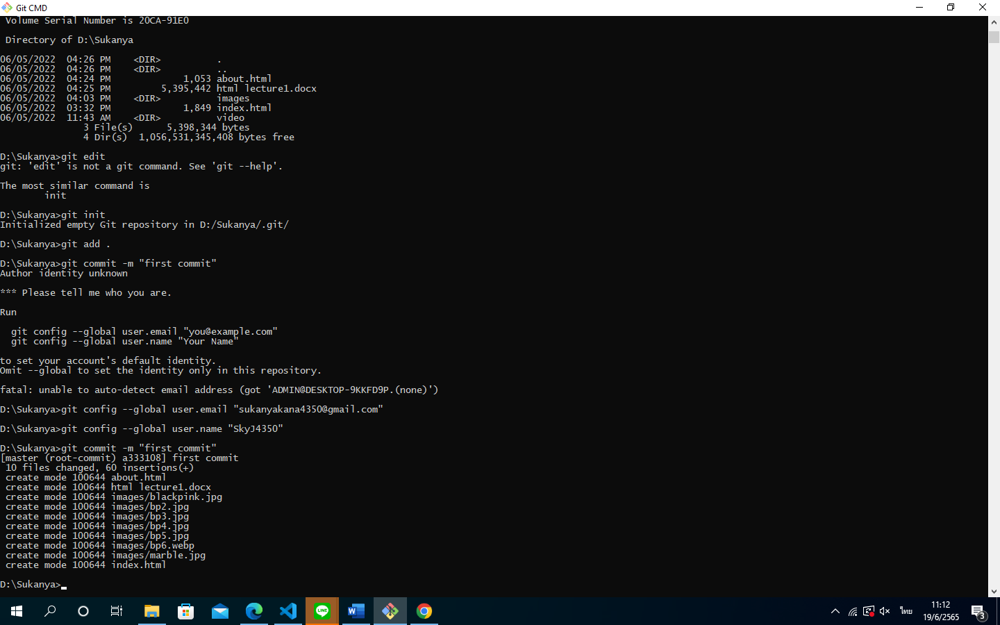 Git CMD
Volume Serial Number is 20CA-91E0
Directory of D:\Sukanya
06/05/2022  04:26 PM    <DIR>          .
06/05/2022  04:26 PM    <DIR>          ..
06/05/2022  04:24 PM             1,053 about.html
06/05/2022  04:25 PM         5,395,442 html lecture1.docx
06/05/2022  04:03 PM    <DIR>          images
06/05/2022  03:32 PM             1,849 index.html
06/05/2022  11:43 AM    <DIR>          video
3 File(s)      5,398,344 bytes
4 Dir(s)  1,056,531,345,408 bytes free
D:\Sukanya>git edit
git: 'edit' is not a git command. See 'git --help'.
The most similar command is
init
D:\Sukanya>git init
Initialized empty Git repository in D:/Sukanya/.git/
D:\Sukanya>git add .
D:\Sukanya>git commit -m "first commit"
Author identity unknown
*** Please tell me who you are.
Run
git config --global user.email "you@example.com"
git config --global user.name "Your Name"
to set your account's default identity.
Omit --global to set the identity only in this repository.
fatal: unable to auto-detect email address (got 'ADMIN@DESKTOP-9KKFD9P.(none)')
D:\Sukanya>git config --global user.email "sukanyakana4350@gmail.com"
D:\Sukanya>git config --global user.name "SkyJ4350"
D:\Sukanya>git commit -m "first commit"
[master (root-commit) a333108] first commit
10 files changed, 60 insertions(+)
create mode 100644 about.html
create mode 100644 html lecture1.docx
create mode 100644 images/blackpink.jpg
create mode 100644 images/bp2.jpg
create mode 100644 images/bp3.jpg
create mode 100644 images/bp4.jpg
create mode 100644 images/bp5.jpg
create mode 100644 images/bp6.webp
create mode 100644 images/marble.jpg
create mode 100644 index.html
D:\Sukanya>
LINE
W
ไทย
11:12
19/6/2565
3